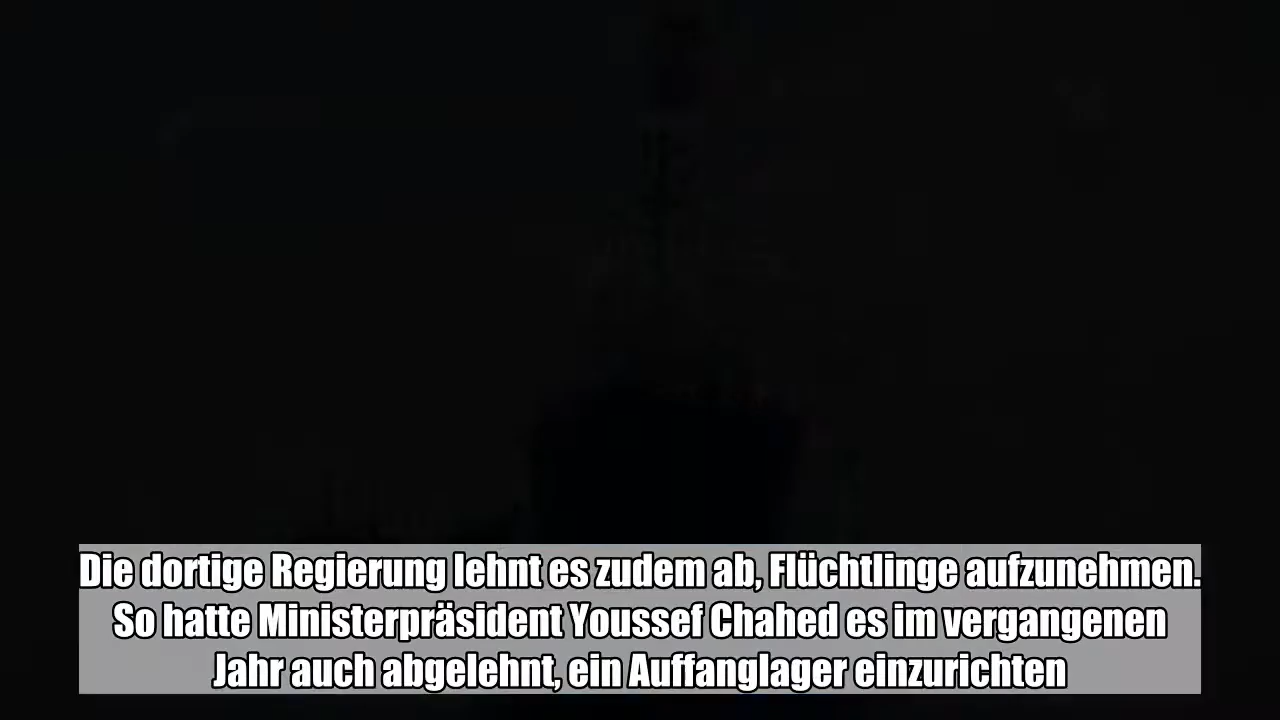 Die dortige Regierung lehnt es zudem ab, Flüchtlinge aufzunehmen.
So hatte Ministerpräsident Youssef Chahed es im vergangenen
Jahr auch abgelehnt, ein Auffanglager einzurichten